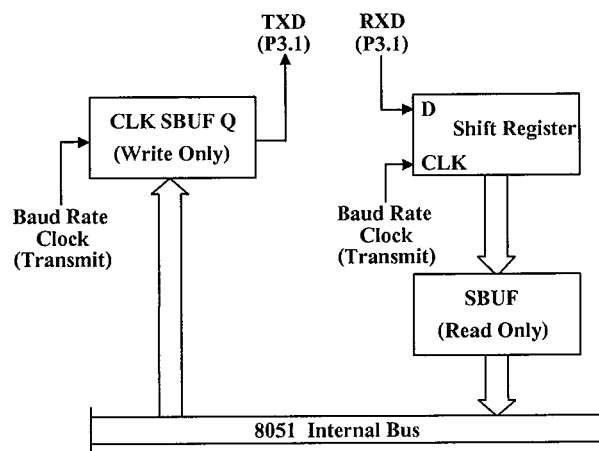 TXD
(P3.1)
RXD
(P3.1)
CLK SBUF Q
(Write Only)
D
Shift Register
CLK
Baud Rate
Clock
(Transmit)
Baud Rate
Clock
(Transmit)
SBUF
(Read Only)
8051 Internal Bus